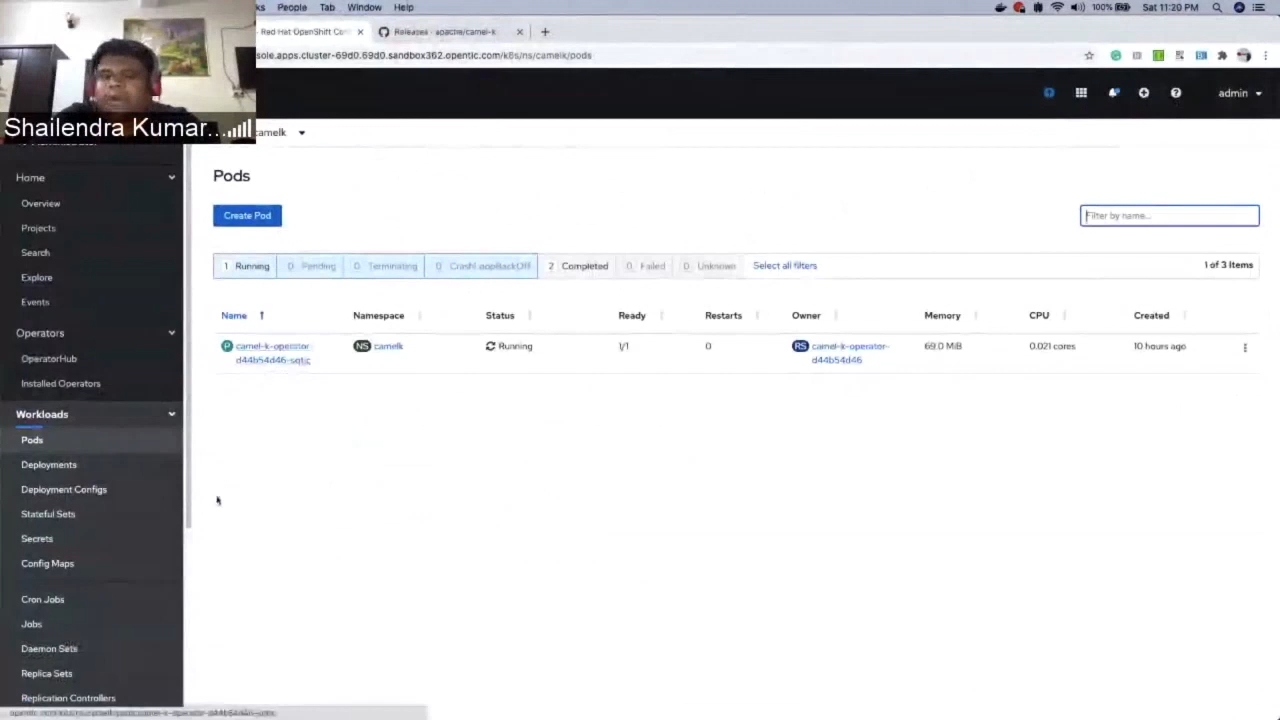 ks People Tab Window Help
100%
Sat 11:20 PM
Red Hat OpenShift Con
Releases · apache/camel-k
sole.apps.cluster-69d0.69d0.sandbox362.opentlc.com/k8s/ns/camelk/pods
admin
Shailendra Kumar...
camelk
Home
Overview
Projects
Search
Explore
Events
Operators
OperatorHub
Installed Operators
Workloads
Pods
Deployments
Deployment Configs
Stateful Sets
Secrets
Config Maps
Cron Jobs
Jobs
Daemon Sets
Replica Sets
Replication Controllers
Pods
Create Pod
Filter by name...
1 Running 0 Pending 0 Terminating 0 CrashLoopBackOff 2 Completed 0 Failed 0 Unknown Select all filters
1 of 3 Items
Name Namespace Status Ready Restarts Owner Memory CPU Created
P camel-k-operator- NS camelk Running 1/1 0 RS camel-k-operator- 69.0 MiB 0.021 cores 10 hours ago
d44b54d46